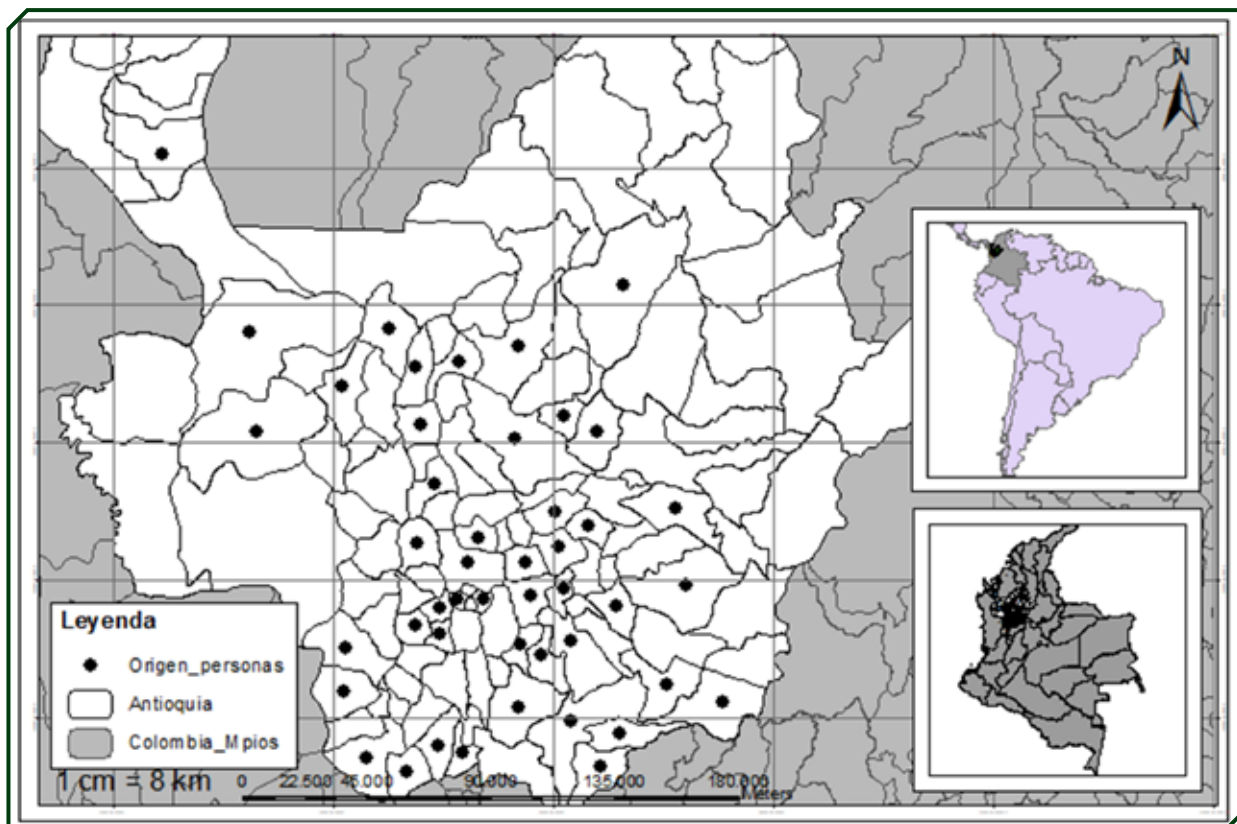 N
Leyenda
Origen_personas
Antioquia
Colombia_Mpios
1 cm = 8 km
0 22.500 45.000 90.000 135.000 180.000
Meters